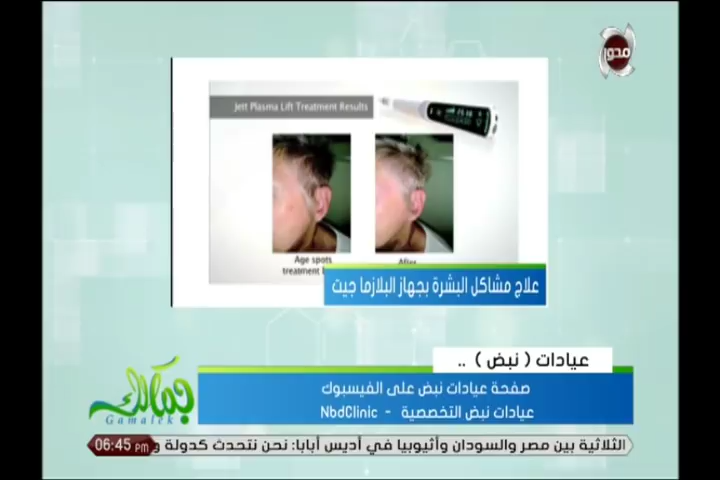 محور
Jett Plasma Lift Treatment Results
Age spots
After
treatment
علاج مشاكل البشرة بجهاز البلازما جيت
عيادات ( نبض ) ..
صفحة عيادات نبض على الفيسبوك
عيادات نبض التخصصية - NbdClinic
جمالك
Gamalek
06:45 PM
الثلاثية بين مصر والسودان وأثيوبيا في أديس أبابا: نحن نتحدث كدولة و